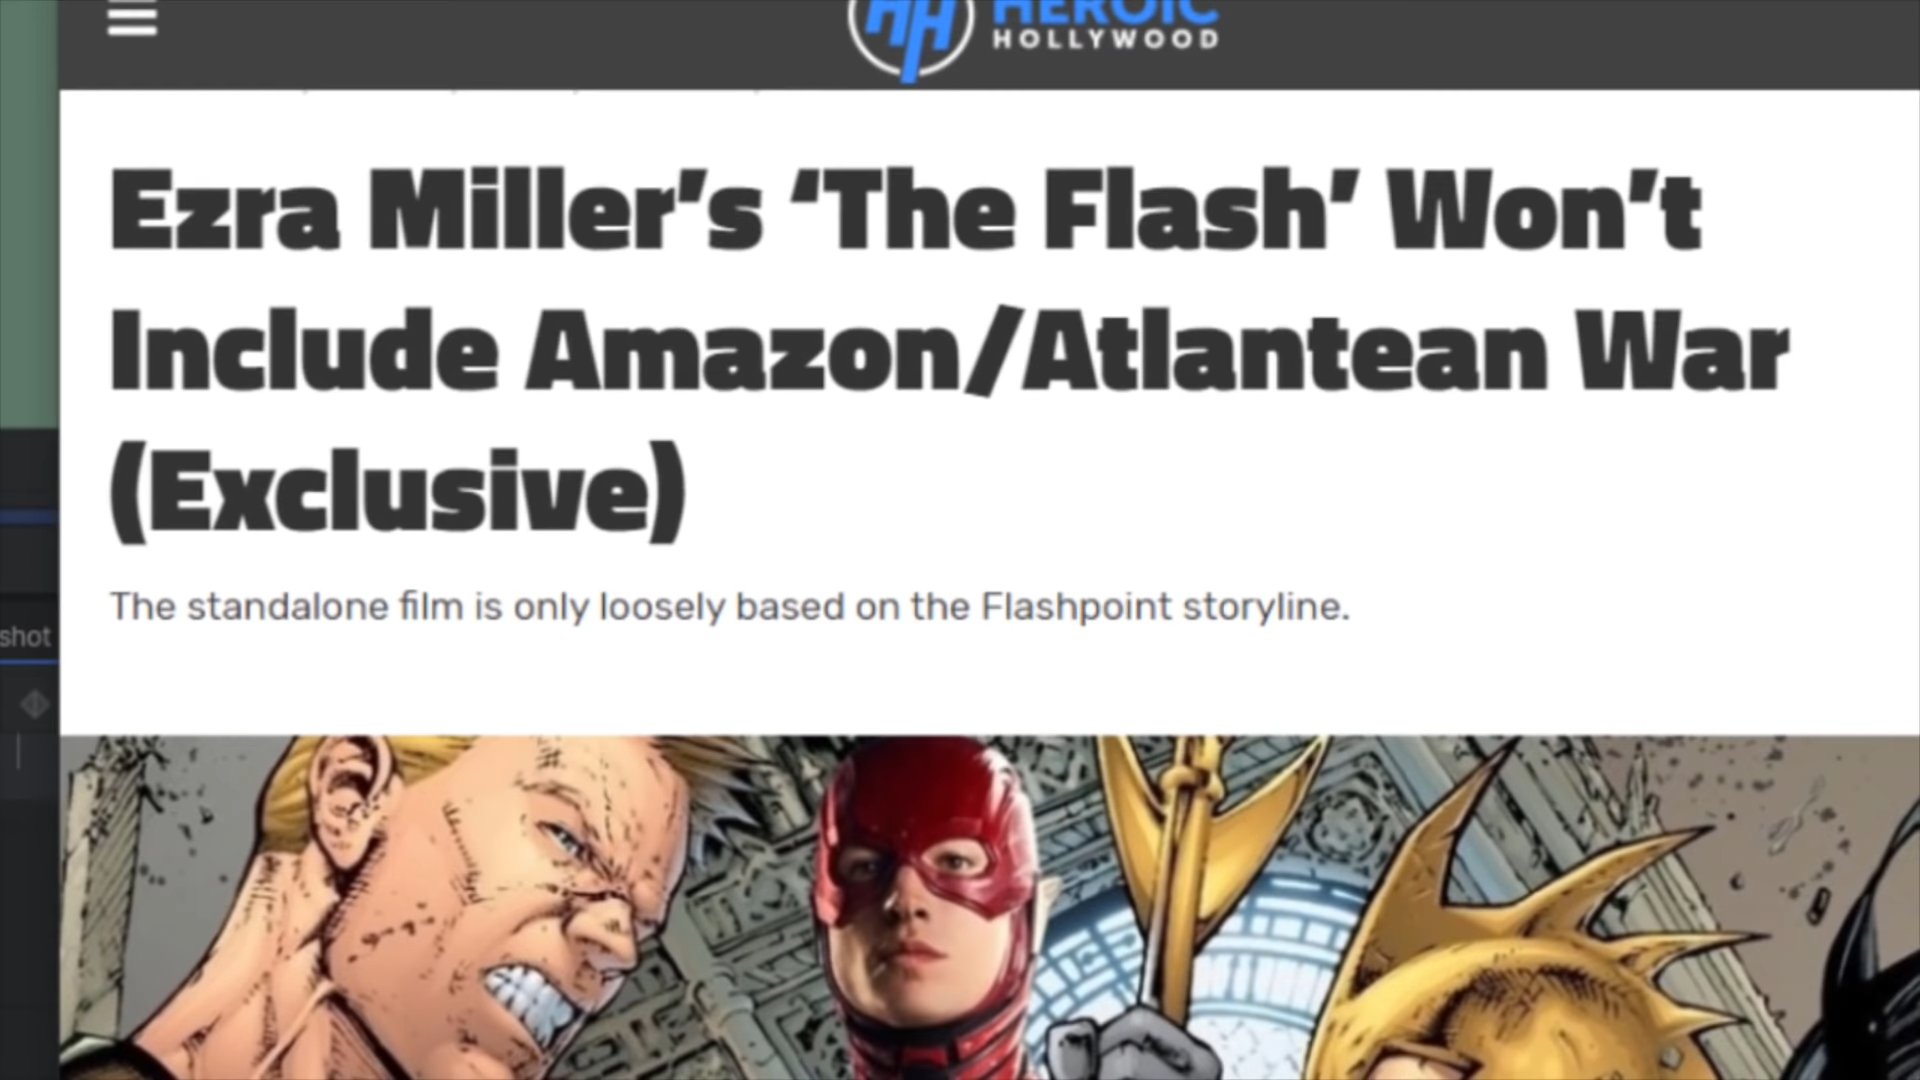 HEROIC
HOLLYWOOD
Ezra Miller’s ‘The Flash’ Won’t
Include Amazon/Atlantean War
(Exclusive)
The standalone film is only loosely based on the Flashpoint storyline.
shot